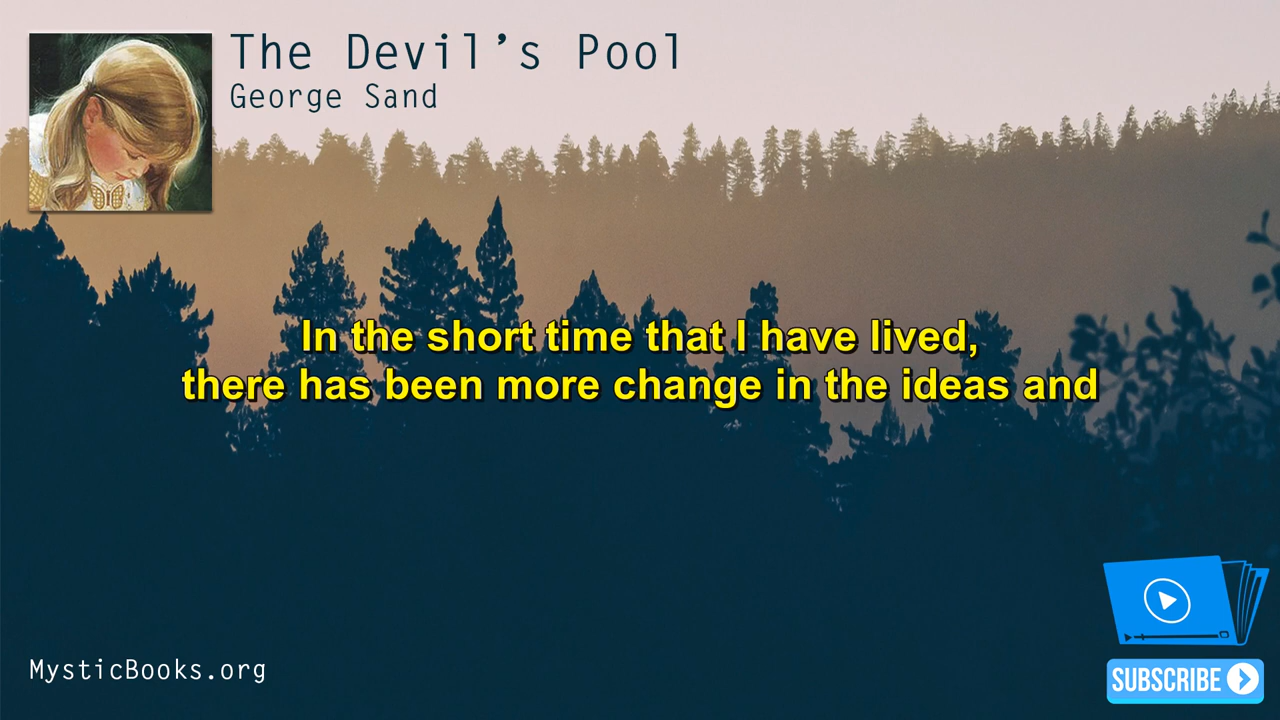 The Devil's Pool
George Sand
In the short time that I have lived,
there has been more change in the ideas and
MysticBooks.org
SUBSCRIBE